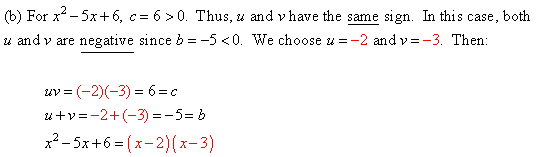 (b) For x² – 5x + 6, c = 6 > 0. Thus, u and v have the same sign. In this case, both
u and v are negative since b = –5 < 0. We choose u = –2 and v = –3. Then:
uv = (–2)(–3) = 6 = c
u + v = –2 + (–3) = –5 = b
x² – 5x + 6 = (x – 2)(x – 3)